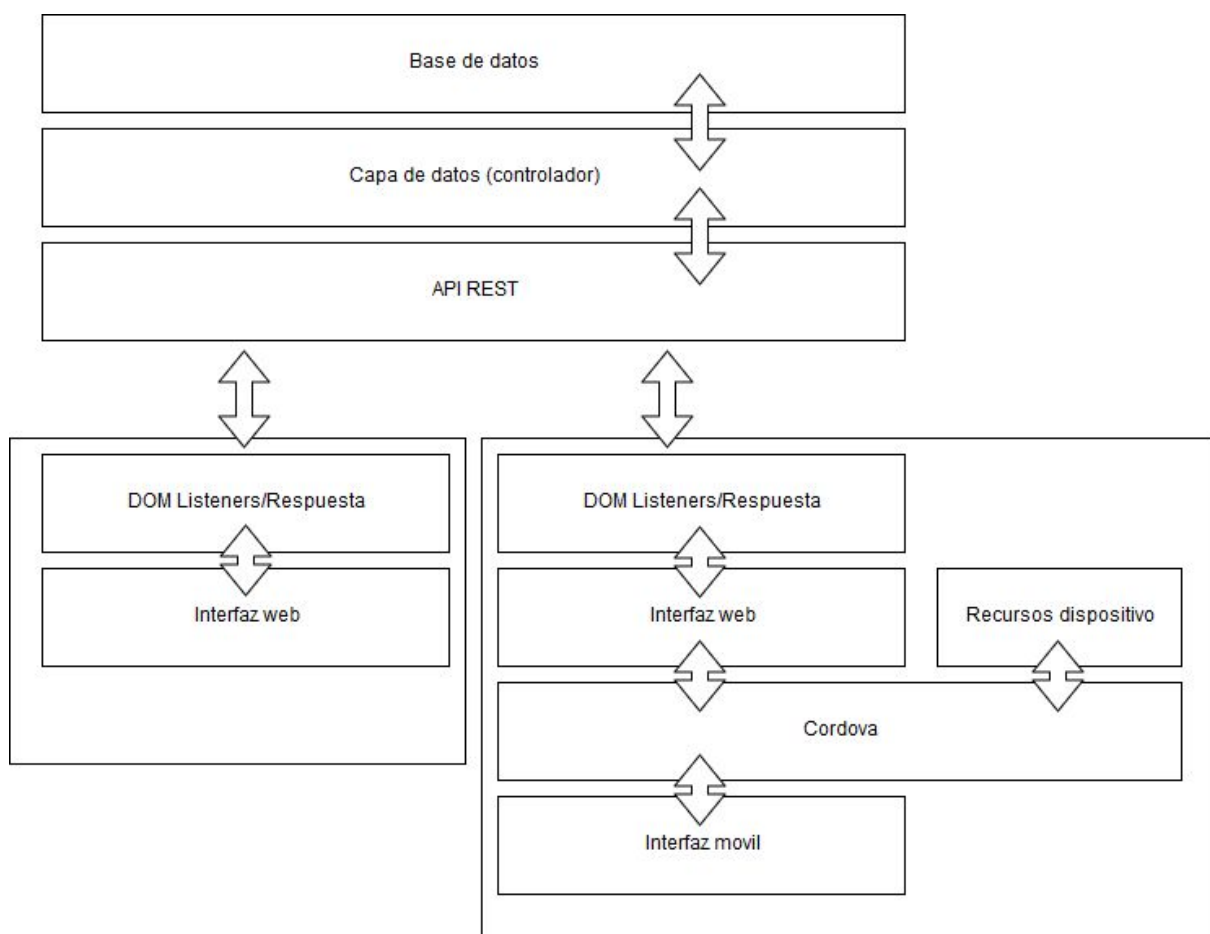 Base de datos
Capa de datos (controlador)
API REST
DOM Listeners/Respuesta
Interfaz web
DOM Listeners/Respuesta
Interfaz web
Recursos dispositivo
Cordova
Interfaz movil